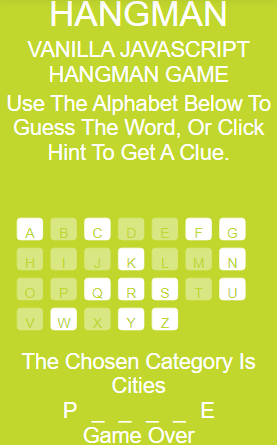 HANGMAN
VANILLA JAVASCRIPT
HANGMAN GAME
Use The Alphabet Below To
Guess The Word, Or Click
Hint To Get A Clue.
A B C D E F G
H I J K L M N
O P Q R S T U
V W X Y Z
The Chosen Category Is
Cities
P _ _ _ _ E
Game Over